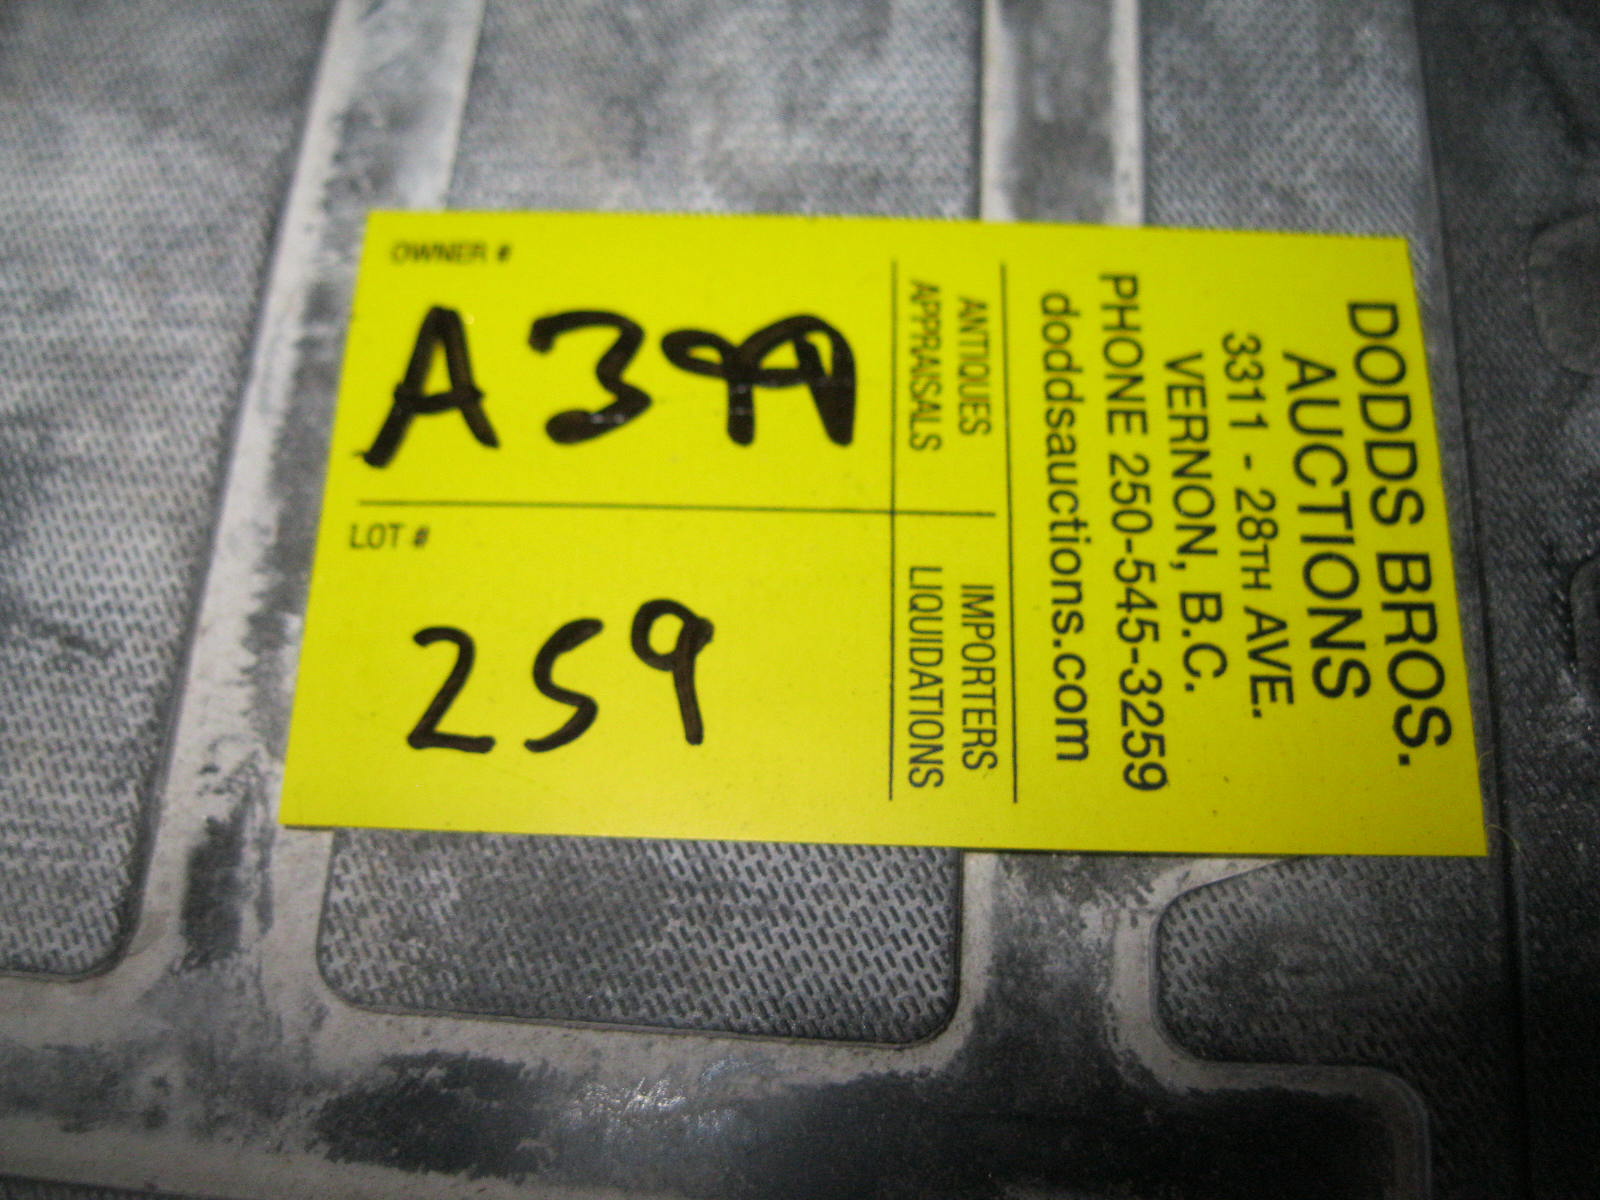 DODDS BROS.
AUCTIONS
3311 - 28TH AVE.
VERNON, B.C.
PHONE 250-545-3259
doddsauctions.com
ANTIQUES
IMPORTERS
APPRAISALS
LIQUIDATIONS
OWNER #
A399
LOT #
259